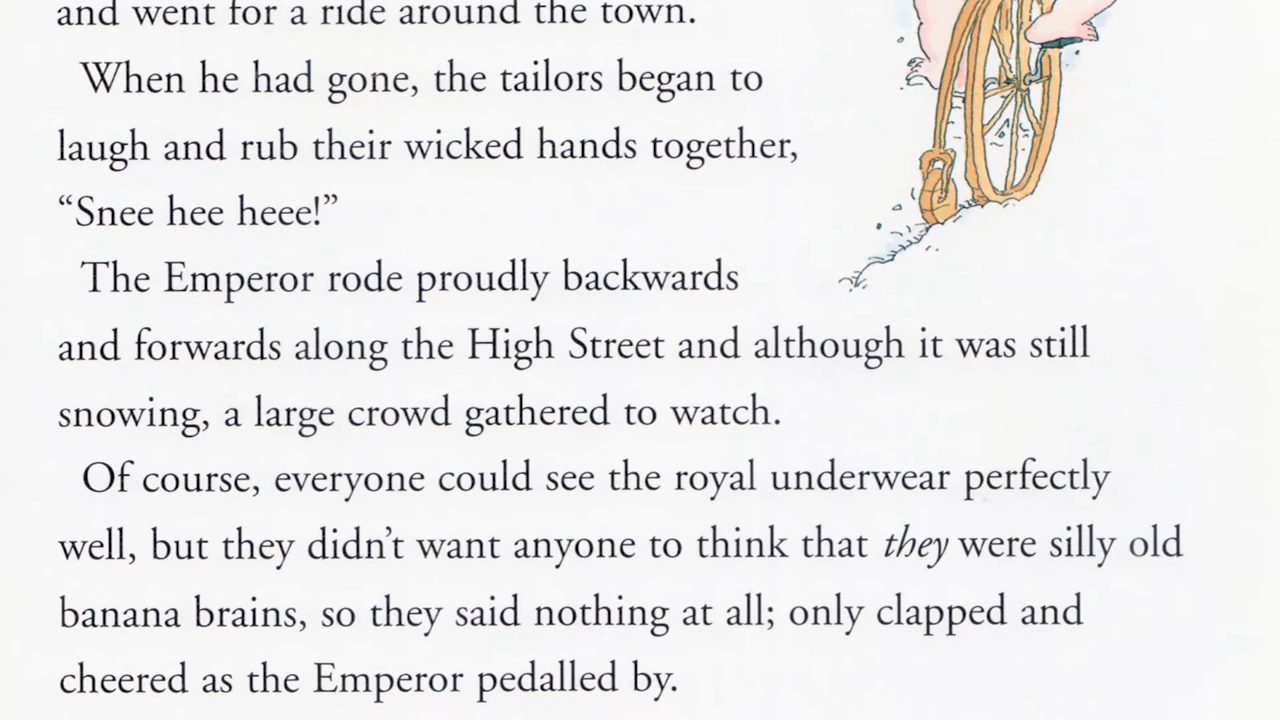 and went for a ride around the town.
When he had gone, the tailors began to
laugh and rub their wicked hands together,
“Snee hee heee!”
The Emperor rode proudly backwards
and forwards along the High Street and although it was still
snowing, a large crowd gathered to watch.
Of course, everyone could see the royal underwear perfectly
well, but they didn’t want anyone to think that they were silly old
banana brains, so they said nothing at all; only clapped and
cheered as the Emperor pedalled by.